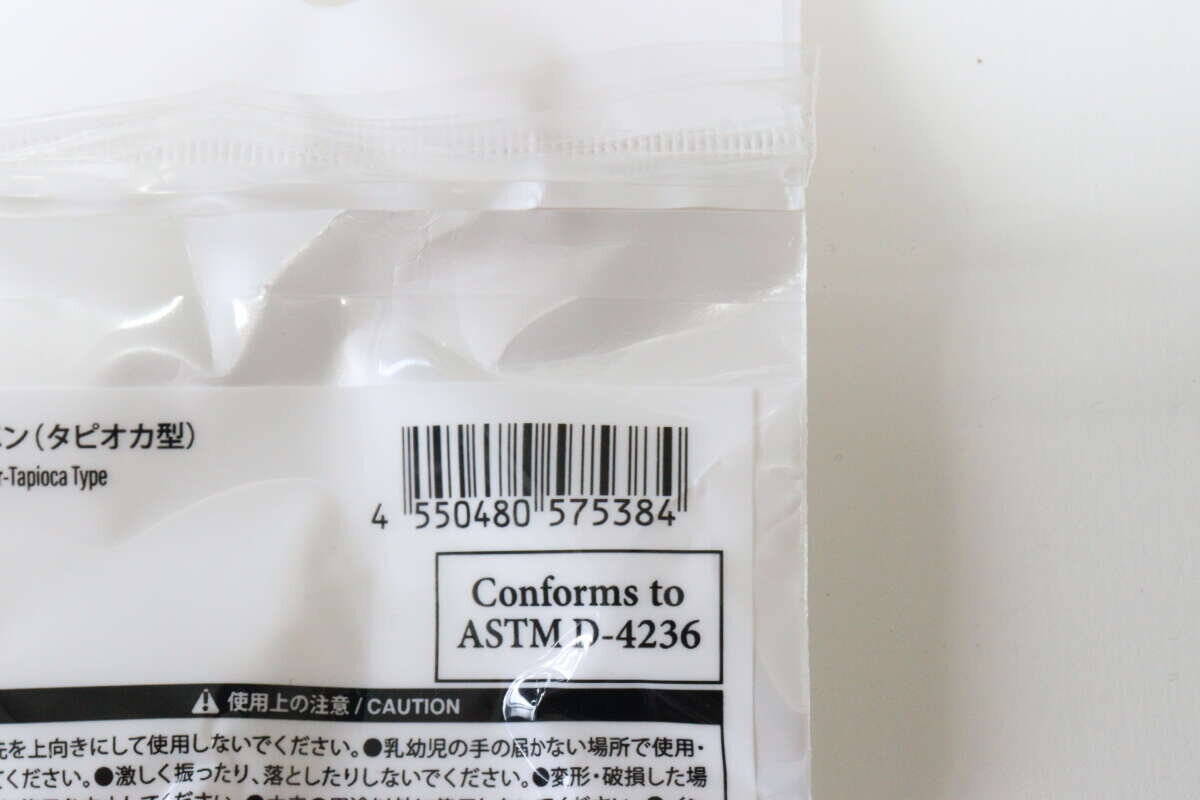 ン(タピオカ型)
r-Tapioca Type
4 550480 575384
Conforms to
ASTM D-4236
使用上の注意 / CAUTION
先を上向きにして使用しないでください。●乳幼児の手の届かない場所で使用・
てください。●激しく振ったり、落としたりしないでください。●変形・破損した場